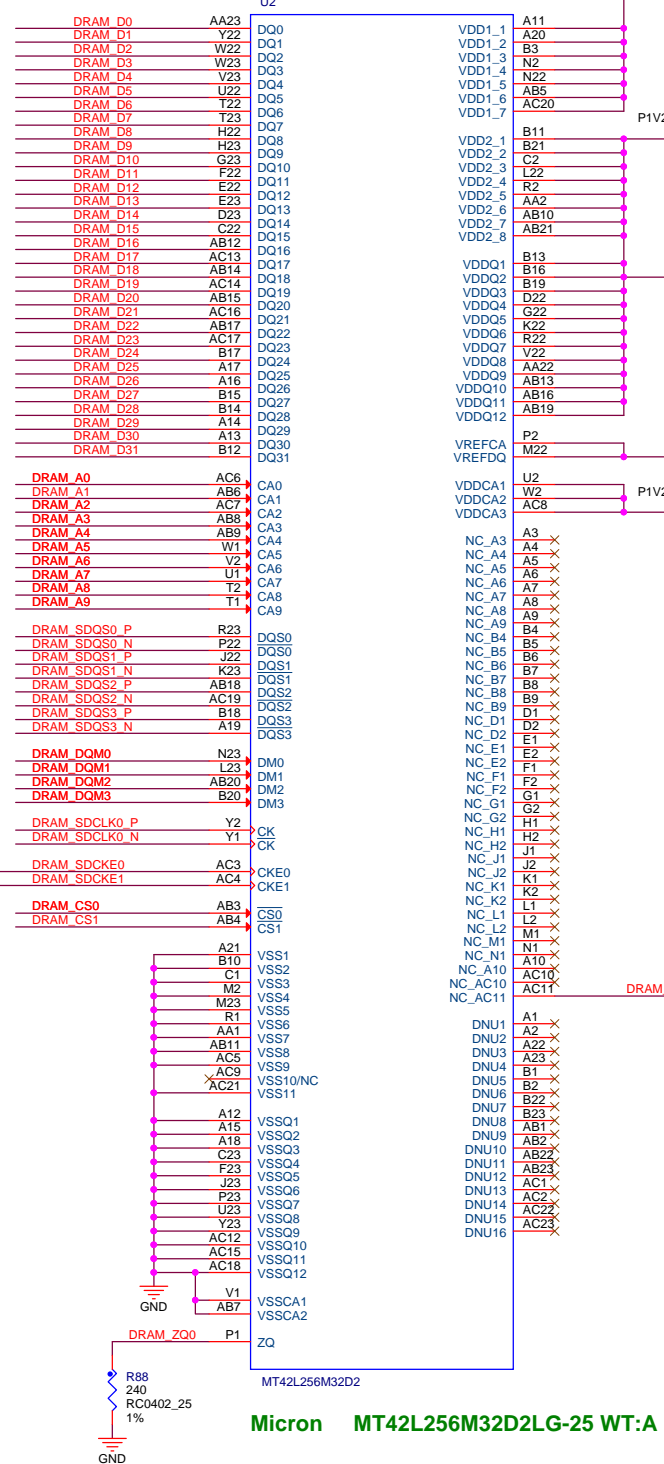 U2
DRAM_D0 AA23 DQ0
DRAM_D1 Y22 DQ1
DRAM_D2 W22 DQ2
DRAM_D3 W23 DQ3
DRAM_D4 V23 DQ4
DRAM_D5 U22 DQ5
DRAM_D6 T22 DQ6
DRAM_D7 T23 DQ7
DRAM_D8 H22 DQ8
DRAM_D9 H23 DQ9
DRAM_D10 G23 DQ10
DRAM_D11 F22 DQ11
DRAM_D12 E22 DQ12
DRAM_D13 E23 DQ13
DRAM_D14 D23 DQ14
DRAM_D15 C22 DQ15
DRAM_D16 AB12 DQ16
DRAM_D17 AC13 DQ17
DRAM_D18 AB14 DQ18
DRAM_D19 AC14 DQ19
DRAM_D20 AB15 DQ20
DRAM_D21 AC16 DQ21
DRAM_D22 AB17 DQ22
DRAM_D23 AC17 DQ23
DRAM_D24 B17 DQ24
DRAM_D25 A17 DQ25
DRAM_D26 A16 DQ26
DRAM_D27 B15 DQ27
DRAM_D28 B14 DQ28
DRAM_D29 A14 DQ29
DRAM_D30 A13 DQ30
DRAM_D31 B12 DQ31
DRAM_A0 AC6 CA0
DRAM_A1 AB6 CA1
DRAM_A2 AC7 CA2
DRAM_A3 AB8 CA3
DRAM_A4 AB9 CA4
DRAM_A5 W1 CA5
DRAM_A6 V2 CA6
DRAM_A7 U1 CA7
DRAM_A8 T2 CA8
DRAM_A9 T1 CA9
DRAM_SDQS0_P R23 DQS0
DRAM_SDQS0_N P22 DQS0
DRAM_SDQS1_P J22 DQS1
DRAM_SDQS1_N K23 DQS1
DRAM_SDQS2_P AB18 DQS2
DRAM_SDQS2_N AC19 DQS2
DRAM_SDQS3_P B18 DQS3
DRAM_SDQS3_N A19 DQS3
DRAM_DQM0 N23 DM0
DRAM_DQM1 L23 DM1
DRAM_DQM2 AB20 DM2
DRAM_DQM3 B20 DM3
DRAM_SDCLK0_P Y2 CK
DRAM_SDCLK0_N Y1 CK
DRAM_SDCKE0 AC3 CKE0
DRAM_SDCKE1 AC4 CKE1
DRAM_CS0 AB3 CS0
DRAM_CS1 AB4 CS1
A21 VSS1
B10 VSS2
C1 VSS3
M2 VSS4
M23 VSS5
R1 VSS6
AA1 VSS7
AB11 VSS8
AC5 VSS9
AC9 VSS10/NC
AC21 VSS11
A12 VSSQ1
A15 VSSQ2
A18 VSSQ3
C23 VSSQ4
F23 VSSQ5
J23 VSSQ6
P23 VSSQ7
U23 VSSQ8
Y23 VSSQ9
AC12 VSSQ10
AC15 VSSQ11
AC18 VSSQ12
V1 VSSCA1
AB7 VSSCA2
GND
DRAM_ZQ0 P1 ZQ
R88
240
RC0402_25
1%
GND
VDD1_1 A11
VDD1_2 A20
VDD1_3 B3
VDD1_4 N2
VDD1_5 N22
VDD1_6 AB5
VDD1_7 AC20
P1V2
VDD2_1 B11
VDD2_2 B21
VDD2_3 C2
VDD2_4 L22
VDD2_5 R2
VDD2_6 AA2
VDD2_7 AB10
VDD2_8 AB21
VDDQ1 B13
VDDQ2 B16
VDDQ3 B19
VDDQ4 D22
VDDQ5 G22
VDDQ6 K22
VDDQ7 R22
VDDQ8 V22
VDDQ9 AA22
VDDQ10 AB13
VDDQ11 AB16
VDDQ12 AB19
VREFCA P2
VREFDQ M22
VDDCA1 U2
VDDCA2 W2
VDDCA3 AC8
P1V2
NC_A3 A3
NC_A4 A4
NC_A5 A5
NC_A6 A6
NC_A7 A7
NC_A8 A8
NC_A9 A9
NC_B4 B4
NC_B5 B5
NC_B6 B6
NC_B7 B7
NC_B8 B8
NC_B9 B9
NC_D1 D1
NC_D2 D2
NC_E1 E1
NC_E2 E2
NC_F1 F1
NC_F2 F2
NC_G1 G1
NC_G2 G2
NC_H1 H1
NC_H2 H2
NC_J1 J1
NC_J2 J2
NC_K1 K1
NC_K2 K2
NC_L1 L1
NC_L2 L2
NC_M1 M1
NC_N1 N1
NC_A10 A10
NC_AC10 AC10
NC_AC11 AC11 DRAM_
DNU1 A1
DNU2 A2
DNU3 A22
DNU4 A23
DNU5 B1
DNU6 B2
DNU7 B22
DNU8 B23
DNU9 AB1
DNU10 AB2
DNU11 AB22
DNU12 AB23
DNU13 AC1
DNU14 AC2
DNU15 AC22
DNU16 AC23
MT42L256M32D2
Micron MT42L256M32D2LG-25 WT:A